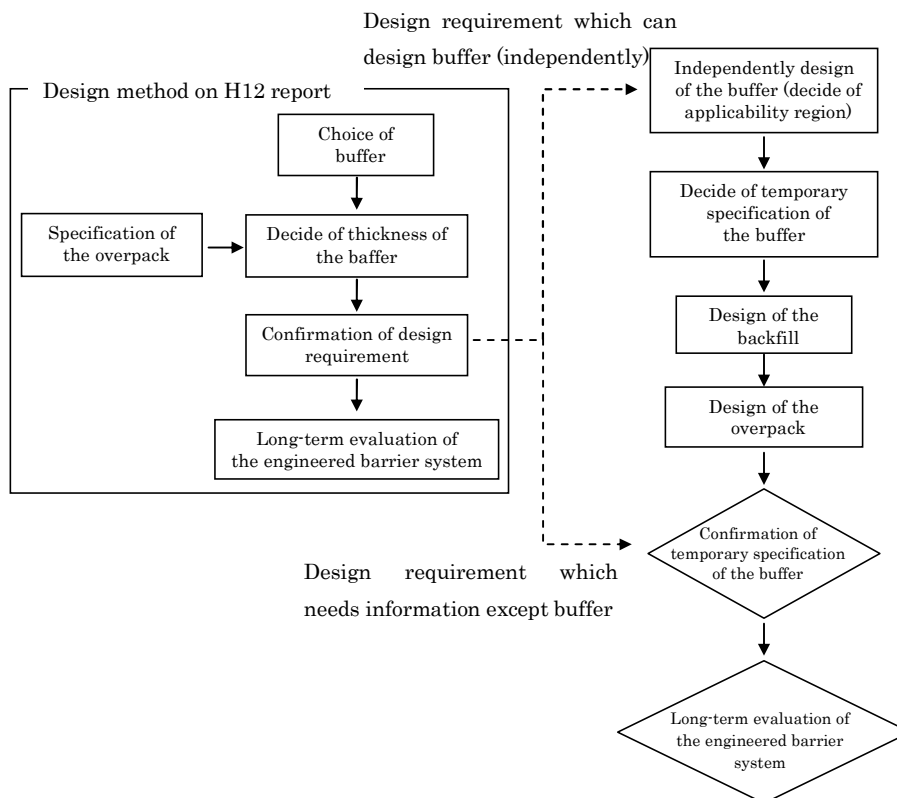 Design requirement which can
design buffer (independently)
Design method on H12 report
Choice of
buffer
Specification of
the overpack
Decide of thickness of
the baffer
Confirmation of design
requirement
Long-term evaluation of
the engineered barrier system
Independently design
of the buffer (decide of
applicability region)
Decide of temporary
specification of
the buffer
Design of the
backfill
Design of the
overpack
Confirmation of
temporary specification
of the buffer
Design requirement which
needs information except buffer
Long-term evaluation of
the engineered barrier
system